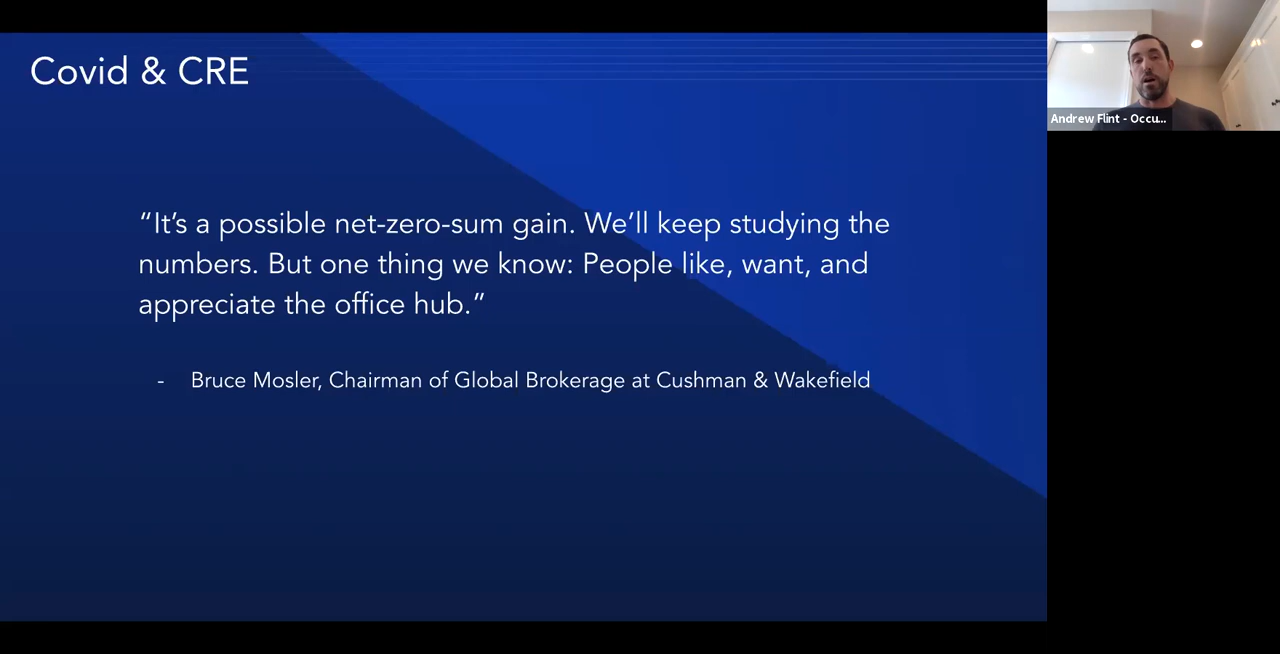 Covid & CRE
“It’s a possible net-zero-sum gain. We’ll keep studying the
numbers. But one thing we know: People like, want, and
appreciate the office hub.”
- Bruce Mosler, Chairman of Global Brokerage at Cushman & Wakefield
Andrew Flint - Occu...